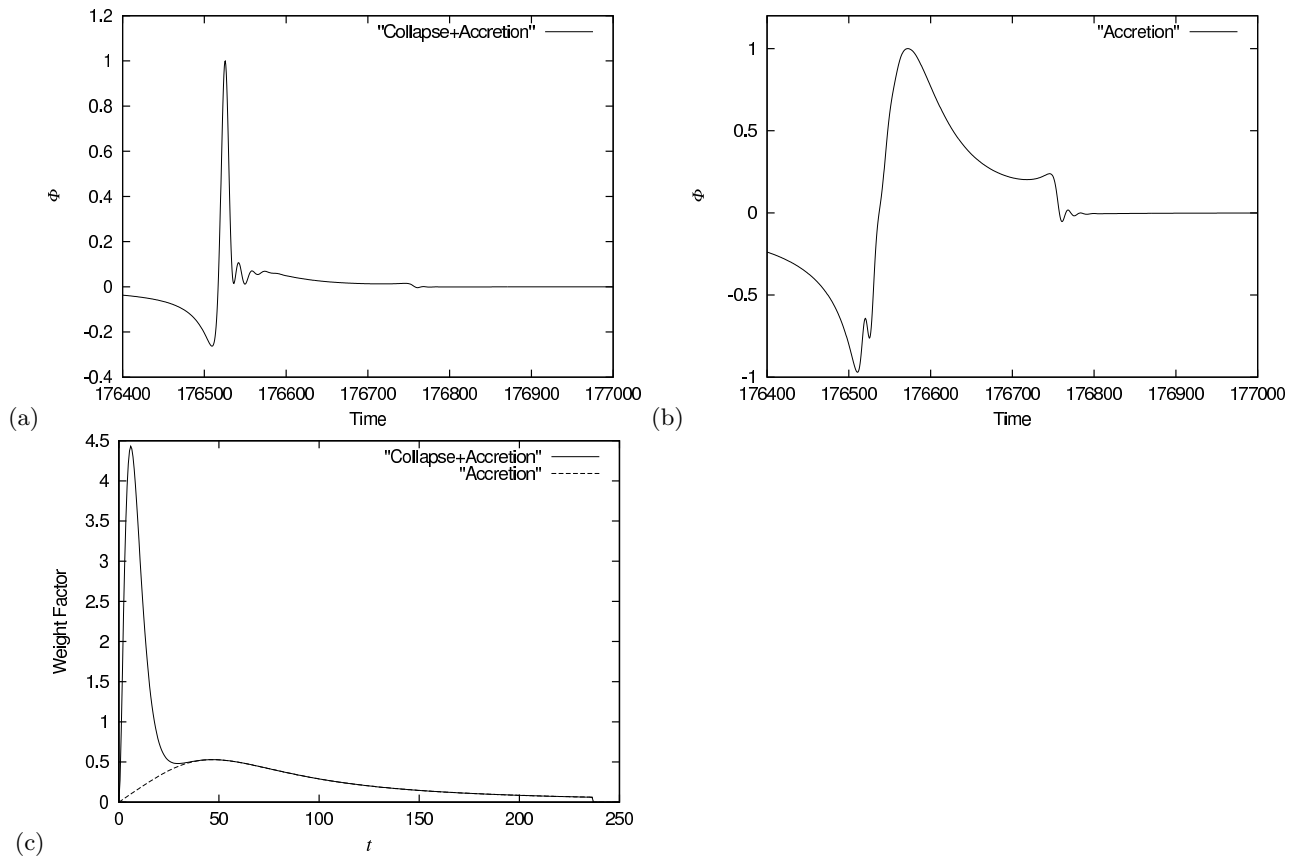 1.2
1
0.8
0.6
0.4
0.2
0
-0.2
-0.4
Φ
"Collapse+Accretion"
176400 176500 176600 176700 176800 176900 177000
Time
(a)
1
0.5
0
-0.5
-1
Φ
"Accretion"
176400 176500 176600 176700 176800 176900 177000
Time
(b)
4.5
4
3.5
3
2.5
2
1.5
1
0.5
0
Weight Factor
"Collapse+Accretion"
"Accretion"
0 50 100 150 200 250
t
(c)